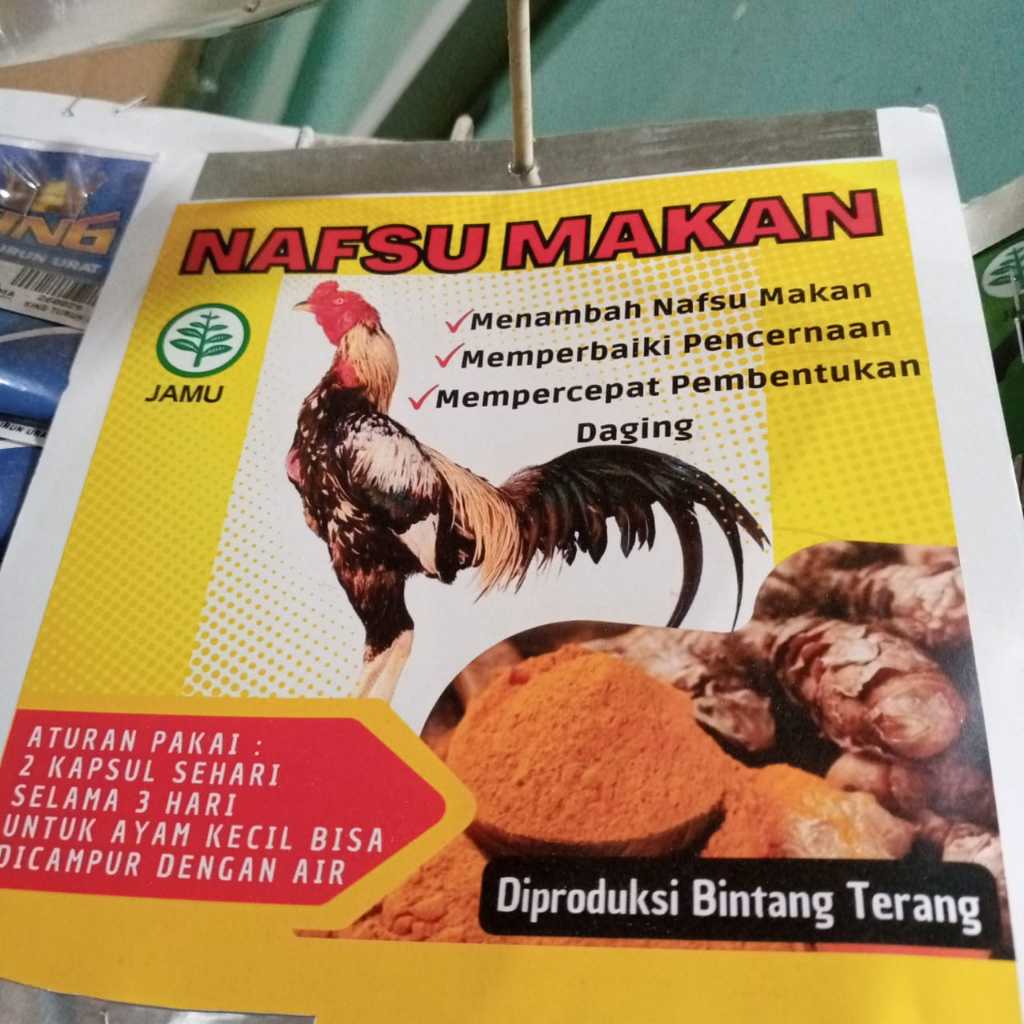 NAFSU MAKAN
JAMU
✓Menambah Nafsu Makan
✓Memperbaiki Pencernaan
✓Mempercepat Pembentukan
Daging
ATURAN PAKAI :
2 KAPSUL SEHARI
SELAMA 3 HARI
UNTUK AYAM KECIL BISA
DICAMPUR DENGAN AIR
Diproduksi Bintang Terang
URAT